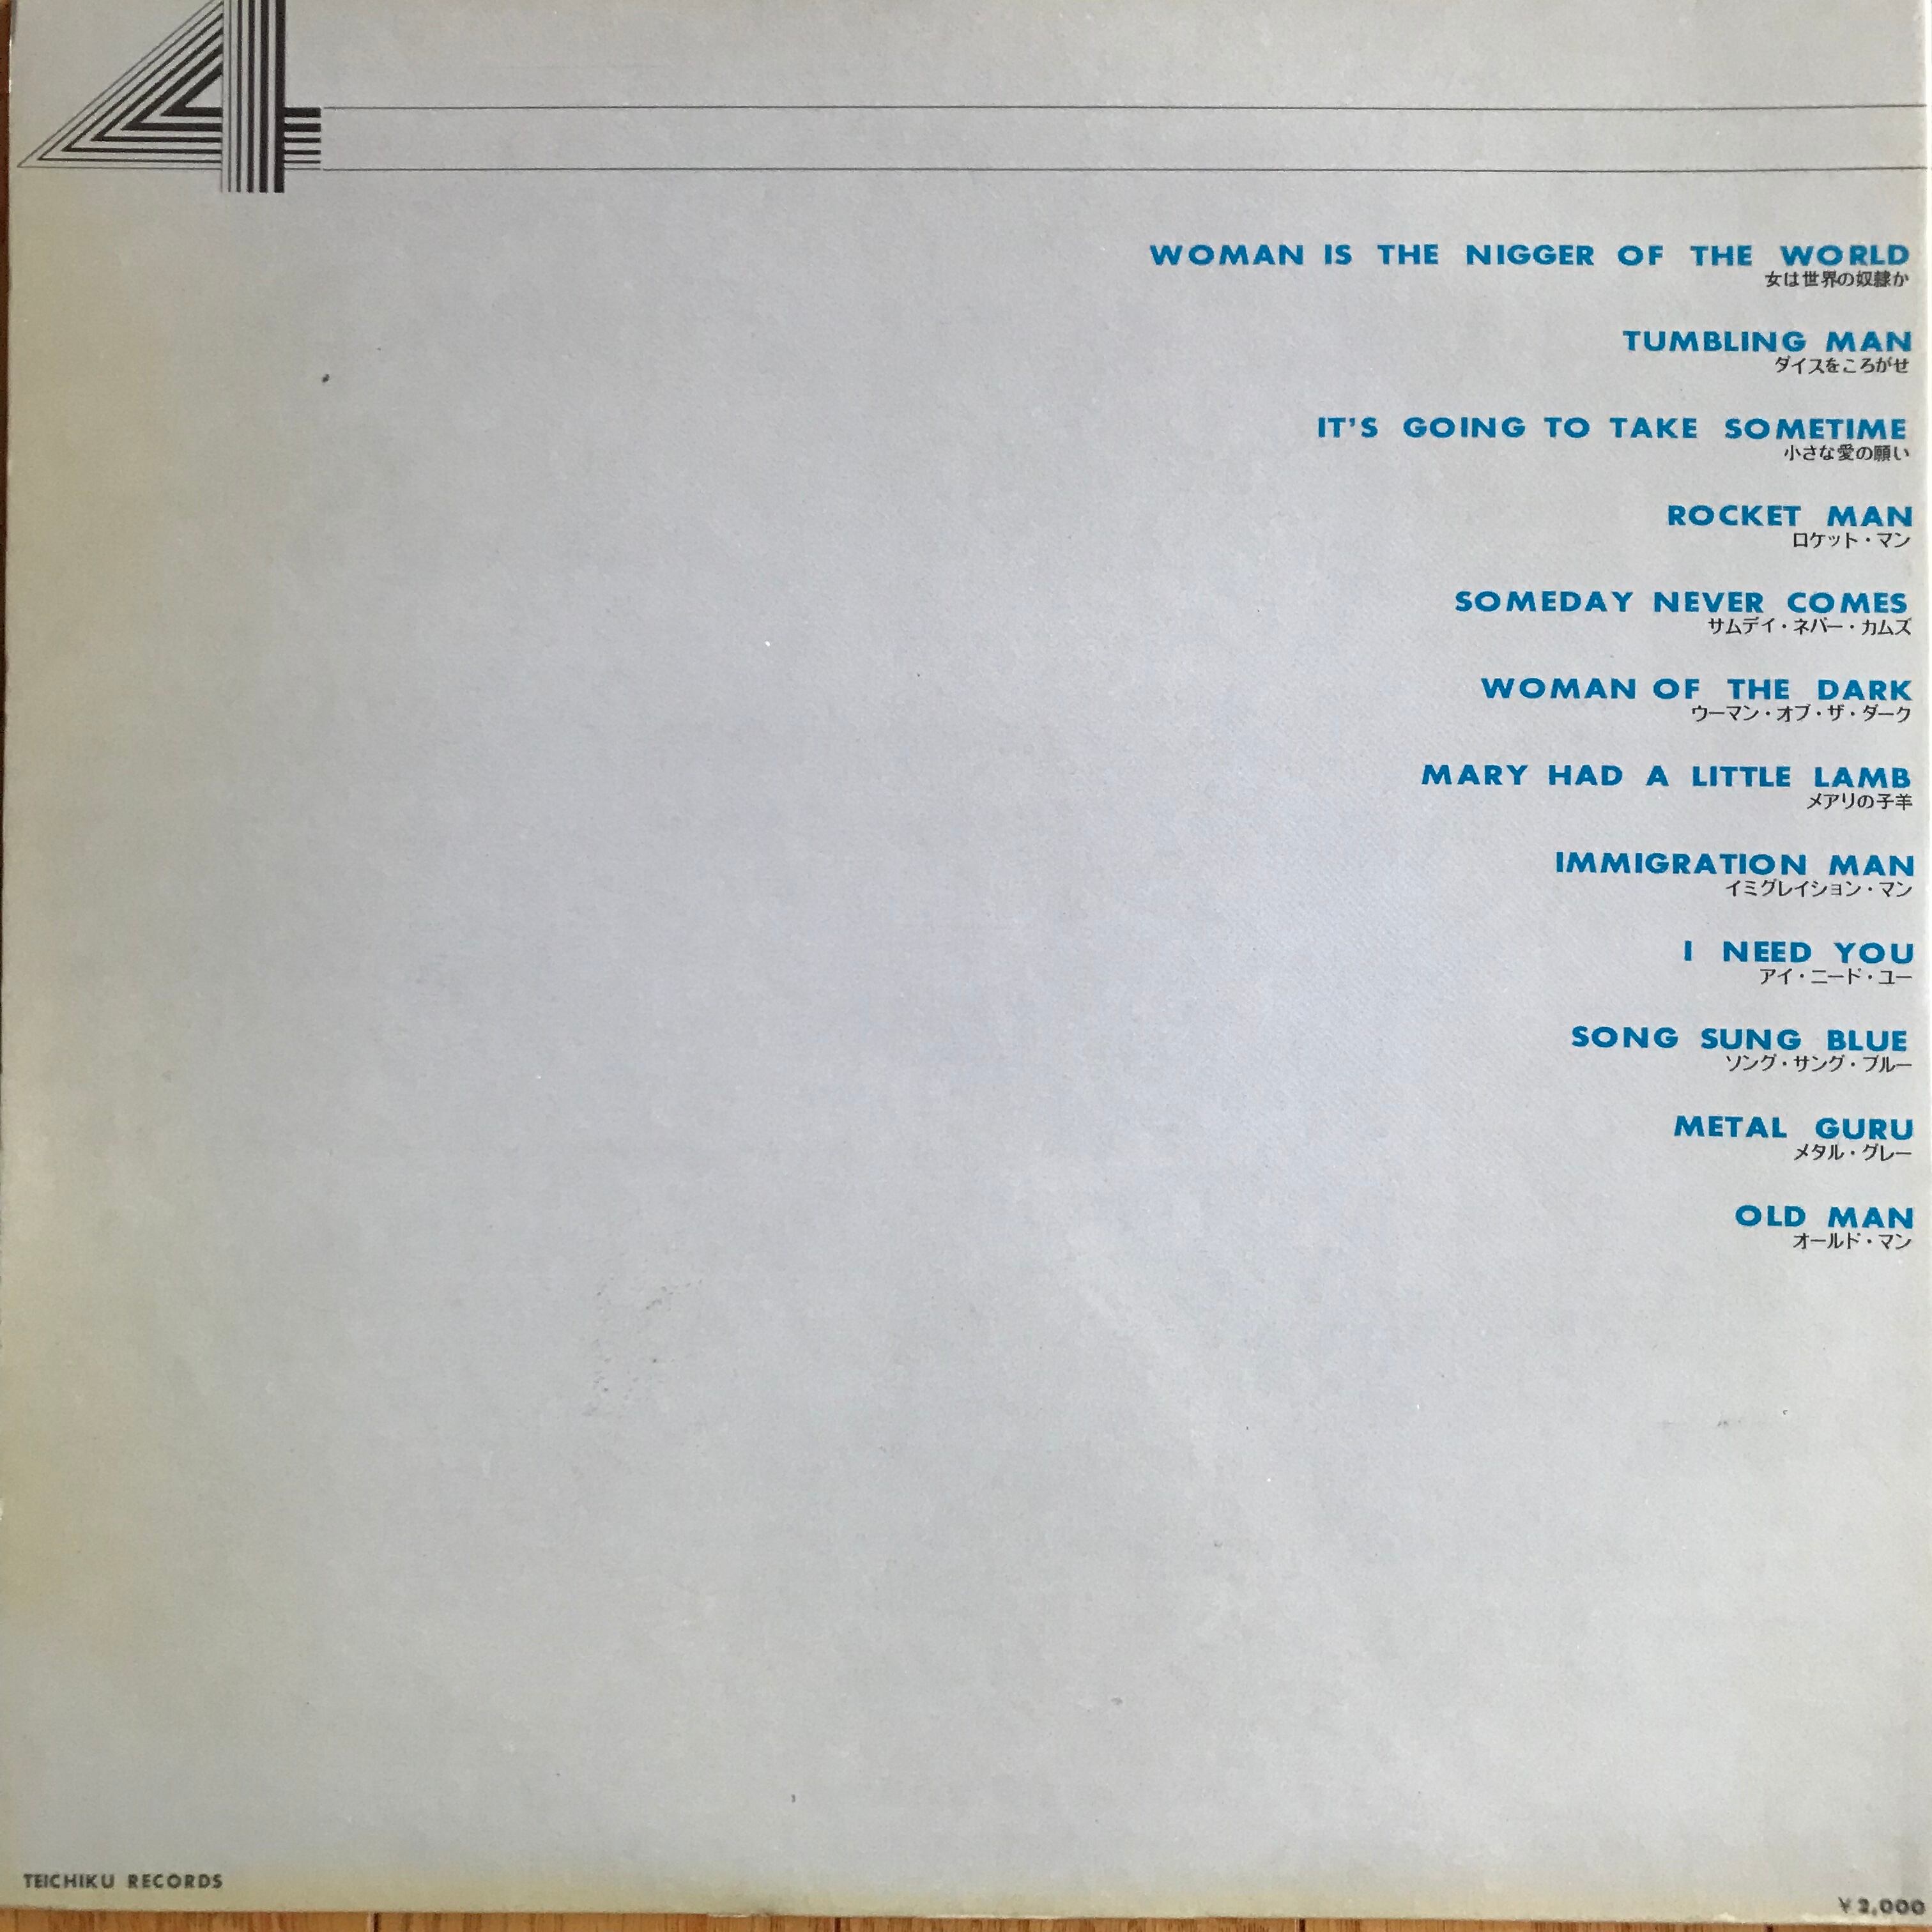 4
WOMAN IS THE NIGGER OF THE WORLD
女は世界の奴隷か
TUMBLING MAN
ダイスをころがせ
IT'S GOING TO TAKE SOMETIME
小さな愛の願い
ROCKET MAN
ロケット・マン
SOMEDAY NEVER COMES
サムデイ・ネバー・カムズ
WOMAN OF THE DARK
ウーマン・オブ・ザ・ダーク
MARY HAD A LITTLE LAMB
メアリの子羊
IMMIGRATION MAN
イミグレイション・マン
I NEED YOU
アイ・ニード・ユー
SONG SUNG BLUE
ソング・サング・ブルー
METAL GURU
メタル・グレー
OLD MAN
オールド・マン
TEICHIKU RECORDS
¥2,000